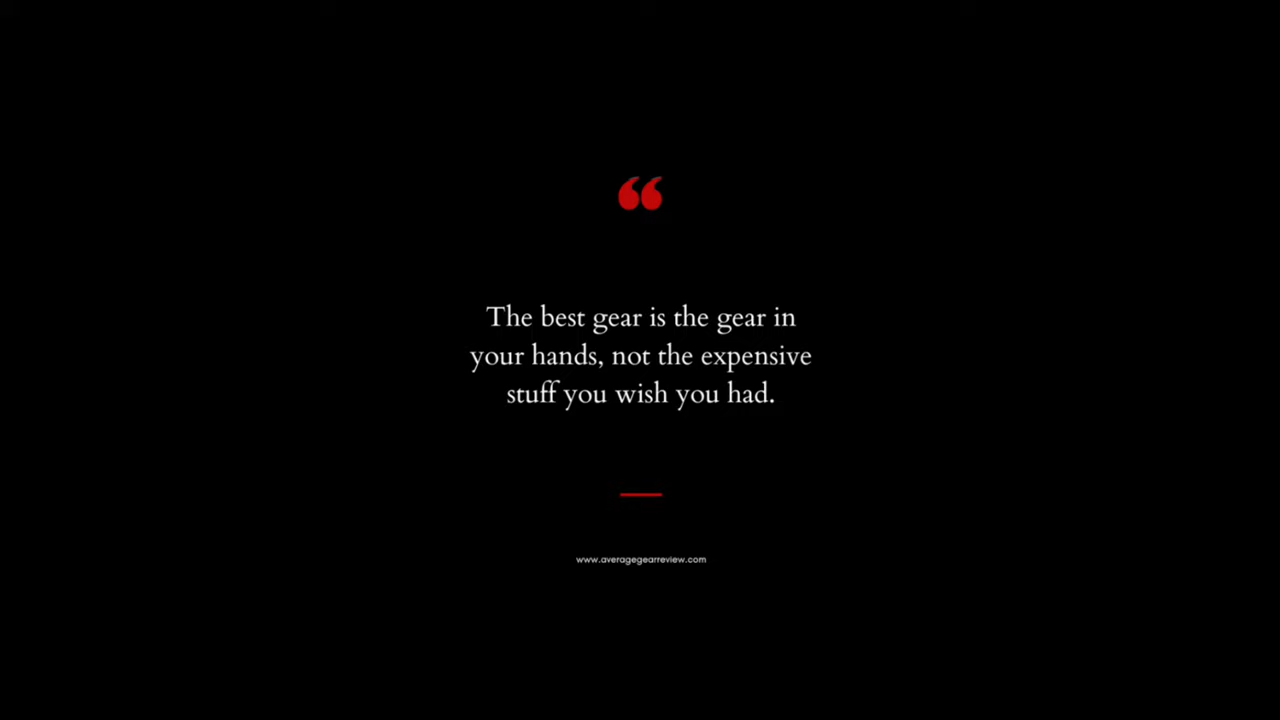 “
The best gear is the gear in
your hands, not the expensive
stuff you wish you had.
www.averagegearreview.com